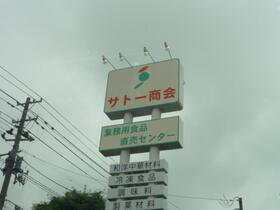 サトー商会
業務用食品
直売センター
和洋中華材料
冷凍食品
調味料
製菓材料